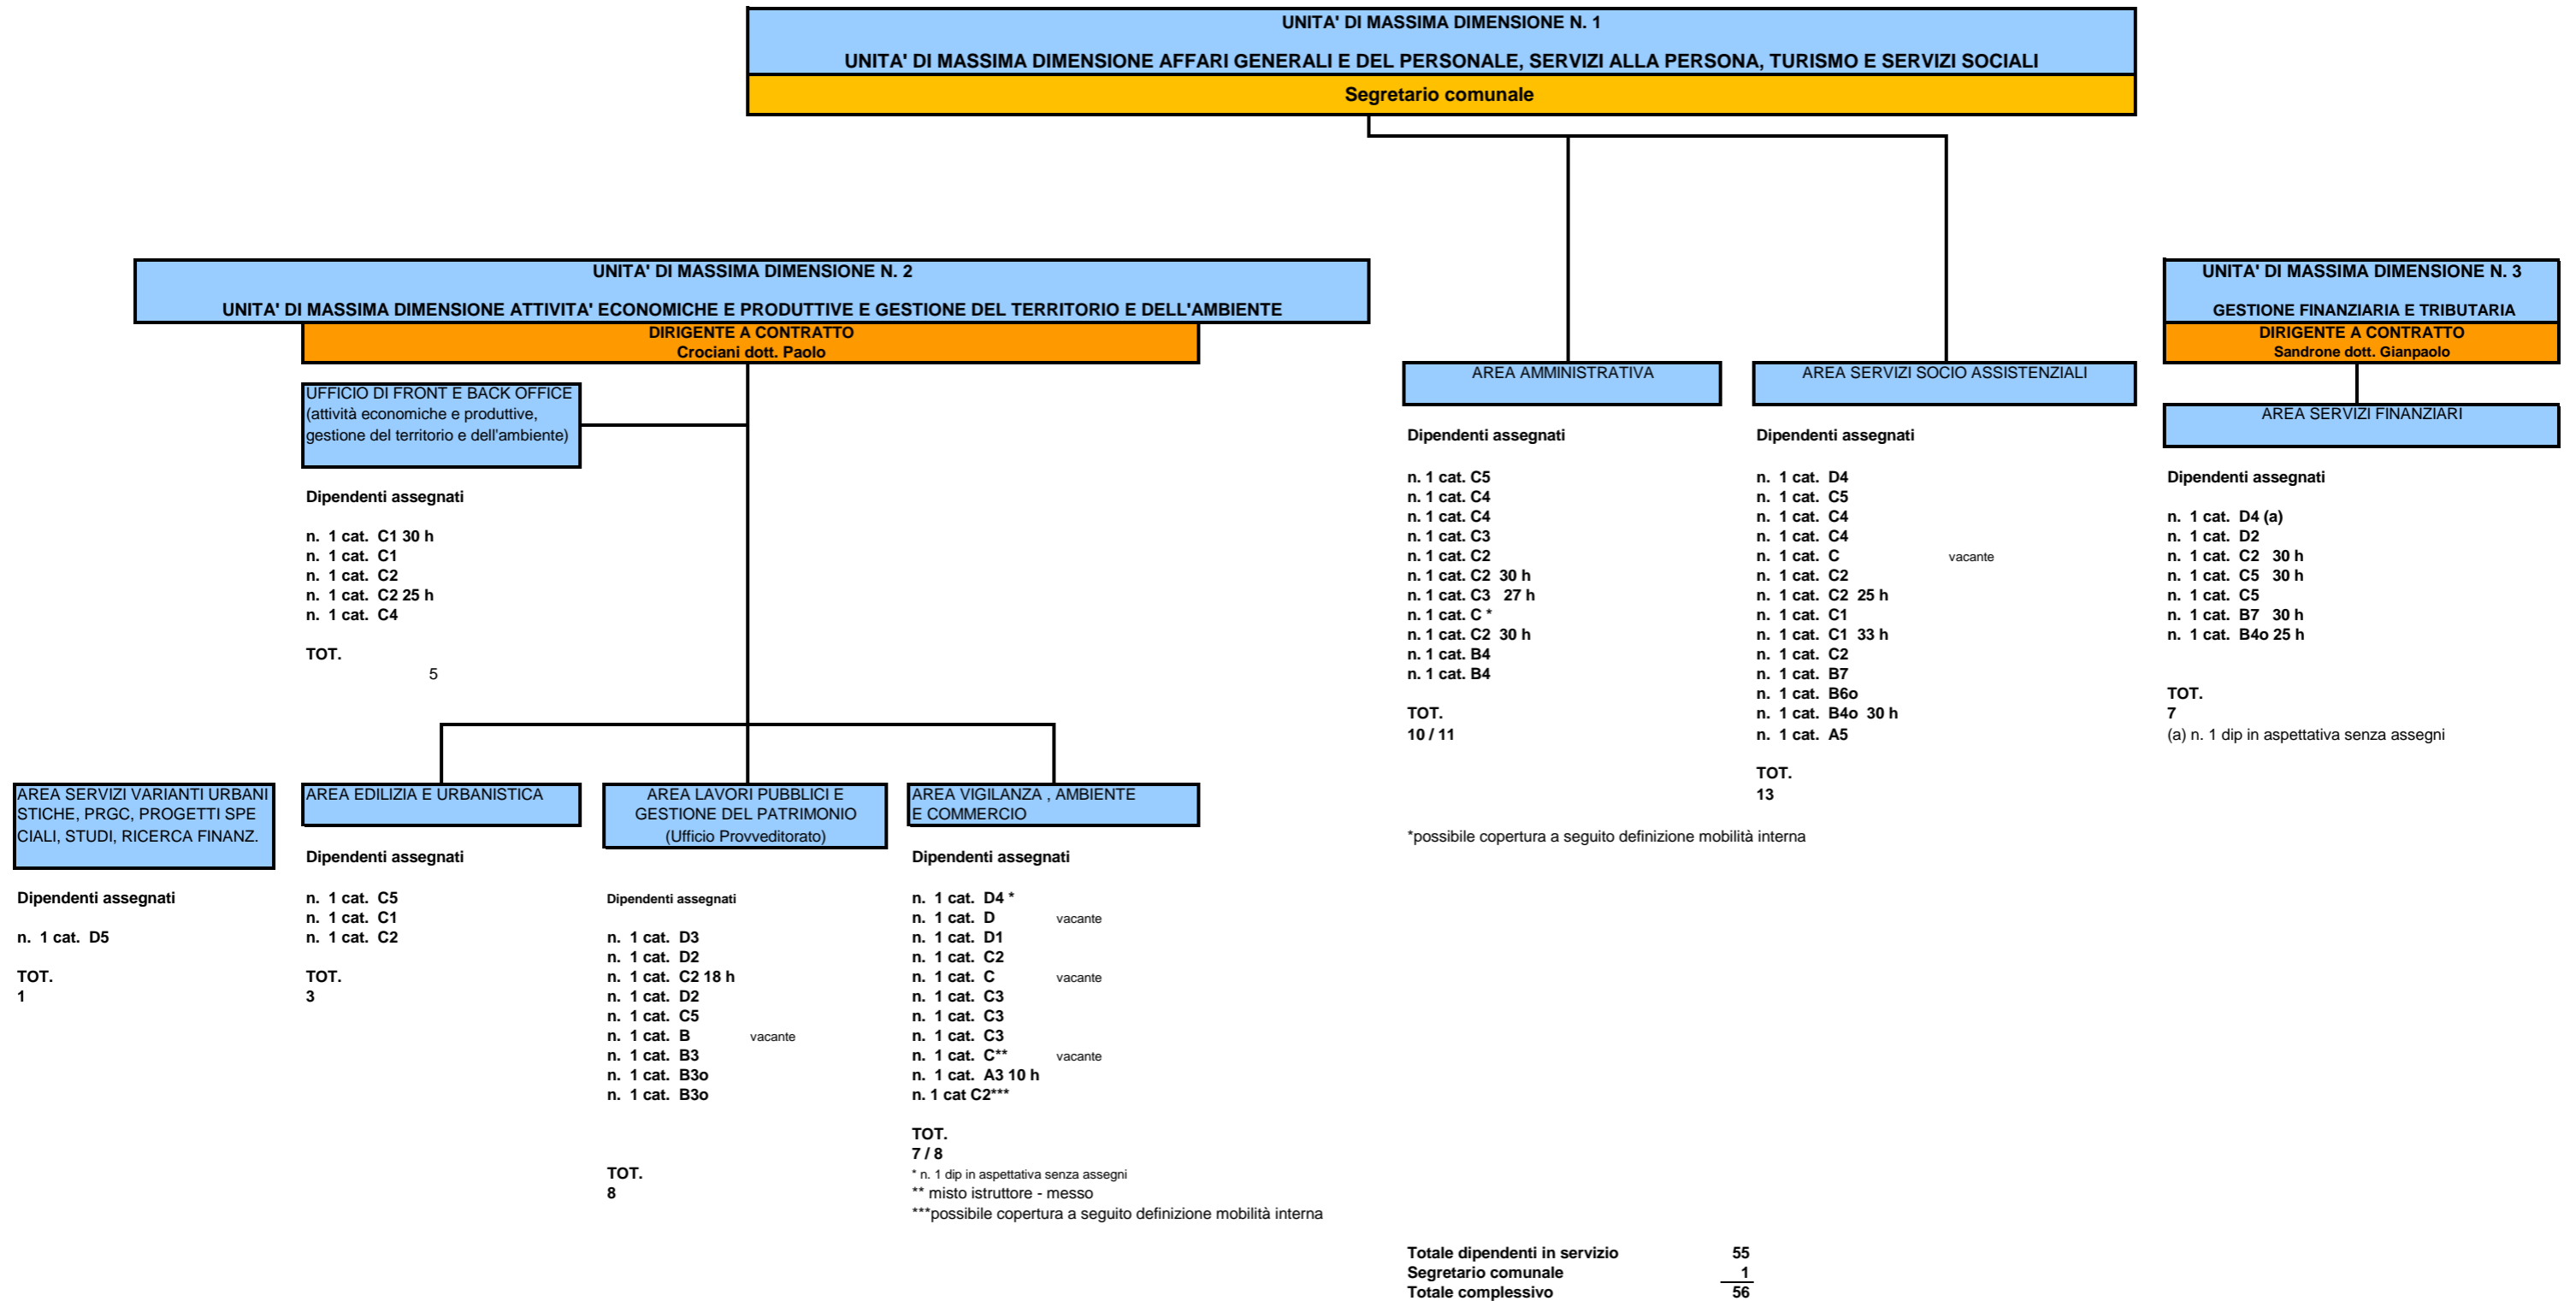 UNITA' DI MASSIMA DIMENSIONE N. 1
UNITA' DI MASSIMA DIMENSIONE AFFARI GENERALI E DEL PERSONALE, SERVIZI ALLA PERSONA, TURISMO E SERVIZI SOCIALI
Segretario comunale
UNITA' DI MASSIMA DIMENSIONE N. 2
UNITA' DI MASSIMA DIMENSIONE ATTIVITA' ECONOMICHE E PRODUTTIVE E GESTIONE DEL TERRITORIO E DELL'AMBIENTE
DIRIGENTE A CONTRATTO
Crociani dott. Paolo
UFFICIO DI FRONT E BACK OFFICE
(attività economiche e produttive,
gestione del territorio e dell'ambiente)
Dipendenti assegnati
n. 1 cat. C1 30 h
n. 1 cat. C1
n. 1 cat. C2
n. 1 cat. C2 25 h
n. 1 cat. C4
TOT.
5
AREA AMMINISTRATIVA
Dipendenti assegnati
n. 1 cat. C5
n. 1 cat. C4
n. 1 cat. C4
n. 1 cat. C3
n. 1 cat. C2
n. 1 cat. C2 30 h
n. 1 cat. C3 27 h
n. 1 cat. C *
n. 1 cat. C2 30 h
n. 1 cat. B4
n. 1 cat. B4
TOT.
10 / 11
*possibile copertura a seguito definizione mobilità interna
AREA SERVIZI SOCIO ASSISTENZIALI
Dipendenti assegnati
n. 1 cat. D4
n. 1 cat. C5
n. 1 cat. C4
n. 1 cat. C4
n. 1 cat. C vacante
n. 1 cat. C2
n. 1 cat. C2 25 h
n. 1 cat. C1
n. 1 cat. C1 33 h
n. 1 cat. C2
n. 1 cat. B7
n. 1 cat. B6o
n. 1 cat. B4o 30 h
n. 1 cat. A5
TOT.
13
UNITA' DI MASSIMA DIMENSIONE N. 3
GESTIONE FINANZIARIA E TRIBUTARIA
DIRIGENTE A CONTRATTO
Sandrone dott. Gianpaolo
AREA SERVIZI FINANZIARI
Dipendenti assegnati
n. 1 cat. D4 (a)
n. 1 cat. D2
n. 1 cat. C2 30 h
n. 1 cat. C5 30 h
n. 1 cat. C5
n. 1 cat. B7 30 h
n. 1 cat. B4o 25 h
TOT.
7
(a) n. 1 dip in aspettativa senza assegni
AREA SERVIZI VARIANTI URBANI
STICHE, PRGC, PROGETTI SPE
CIALI, STUDI, RICERCA FINANZ.
Dipendenti assegnati
n. 1 cat. D5
TOT.
1
AREA EDILIZIA E URBANISTICA
Dipendenti assegnati
n. 1 cat. C5
n. 1 cat. C1
n. 1 cat. C2
TOT.
3
AREA LAVORI PUBBLICI E
GESTIONE DEL PATRIMONIO
(Ufficio Provveditorato)
Dipendenti assegnati
n. 1 cat. D3
n. 1 cat. D2
n. 1 cat. C2 18 h
n. 1 cat. D2
n. 1 cat. C5
n. 1 cat. B vacante
n. 1 cat. B3
n. 1 cat. B3o
n. 1 cat. B3o
TOT.
8
AREA VIGILANZA , AMBIENTE
E COMMERCIO
Dipendenti assegnati
n. 1 cat. D4 *
n. 1 cat. D vacante
n. 1 cat. D1
n. 1 cat. C2
n. 1 cat. C vacante
n. 1 cat. C3
n. 1 cat. C3
n. 1 cat. C3
n. 1 cat. C** vacante
n. 1 cat. A3 10 h
n. 1 cat C2***
TOT.
7 / 8
* n. 1 dip in aspettativa senza assegni
** misto istruttore - messo
***possibile copertura a seguito definizione mobilità interna
Totale dipendenti in servizio 55
Segretario comunale 1
Totale complessivo 56